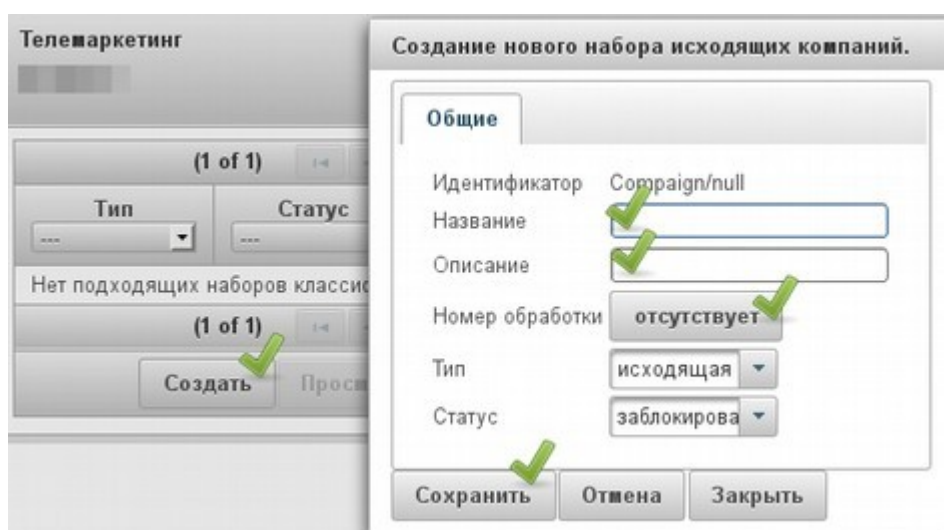 Телемаркетинг
(1 of 1)
Тип Статус
--- ---
Нет подходящих наборов
(1 of 1)
Создать
Создание нового набора исходящих компаний.
Общие
Идентификатор Compaign/null
Название
Описание
Номер обработки отсутствует
Тип исходящая
Статус заблокирова
Сохранить Отмена Закрыть